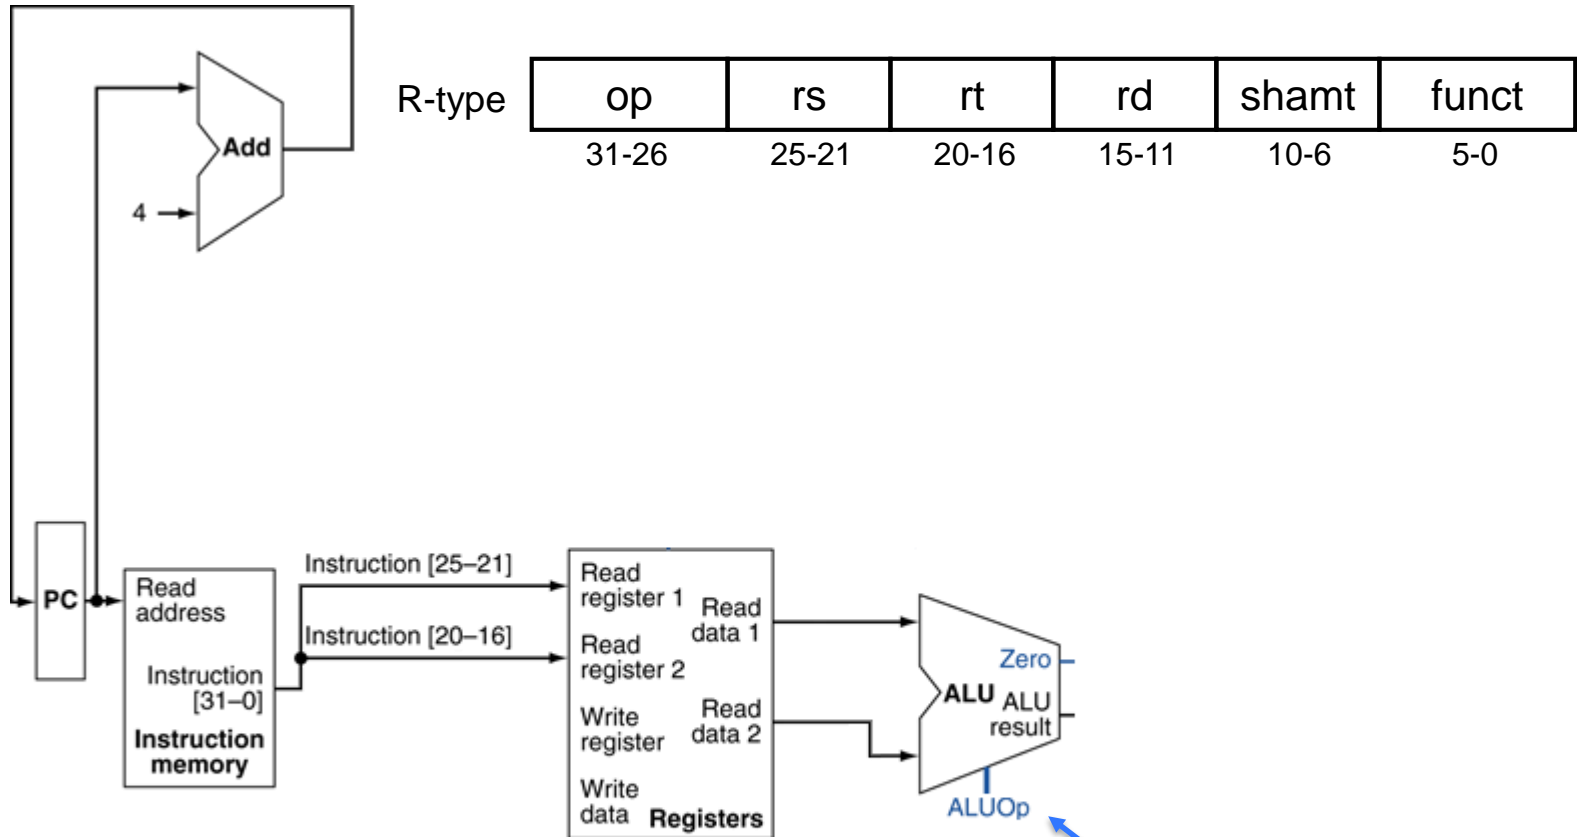 R-type op rs rt rd shamt funct
31-26 25-21 20-16 15-11 10-6 5-0
Add
4
PC
Read
address
Instruction
[31–0]
Instruction
memory
Instruction [25–21]
Instruction [20–16]
Read
register 1
Read
data 1
Read
register 2
Write
register
Read
data 2
Write
data
Registers
Zero
ALU
ALU
result
ALUOp